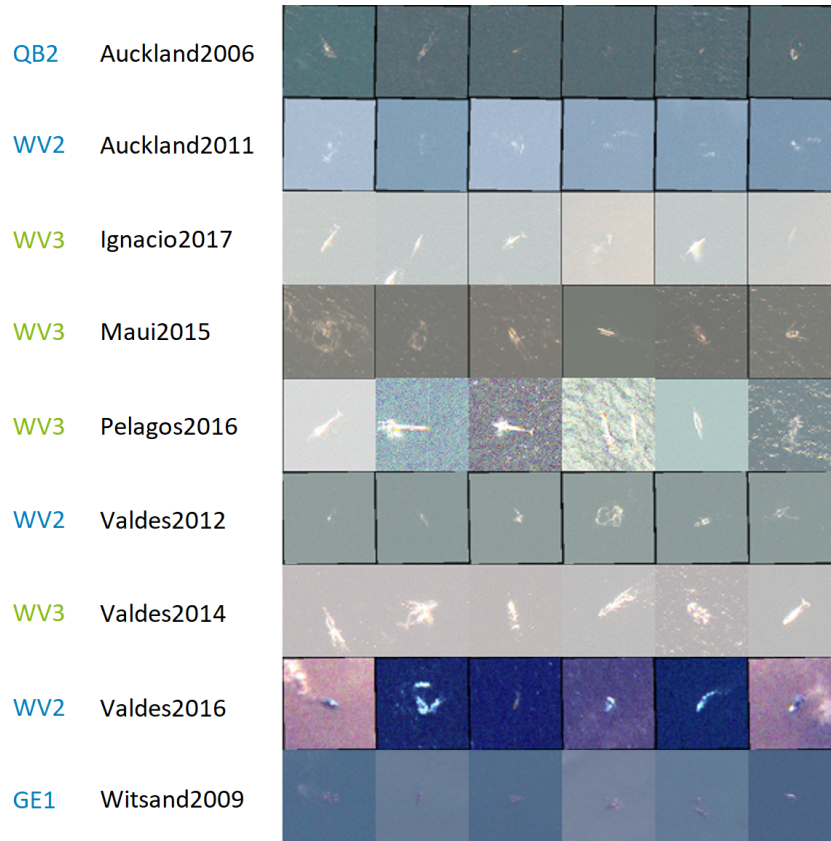 QB2 Auckland2006
WV2 Auckland2011
WV3 Ignacio2017
WV3 Maui2015
WV3 Pelagos2016
WV2 Valdes2012
WV3 Valdes2014
WV2 Valdes2016
GE1 Witsand2009